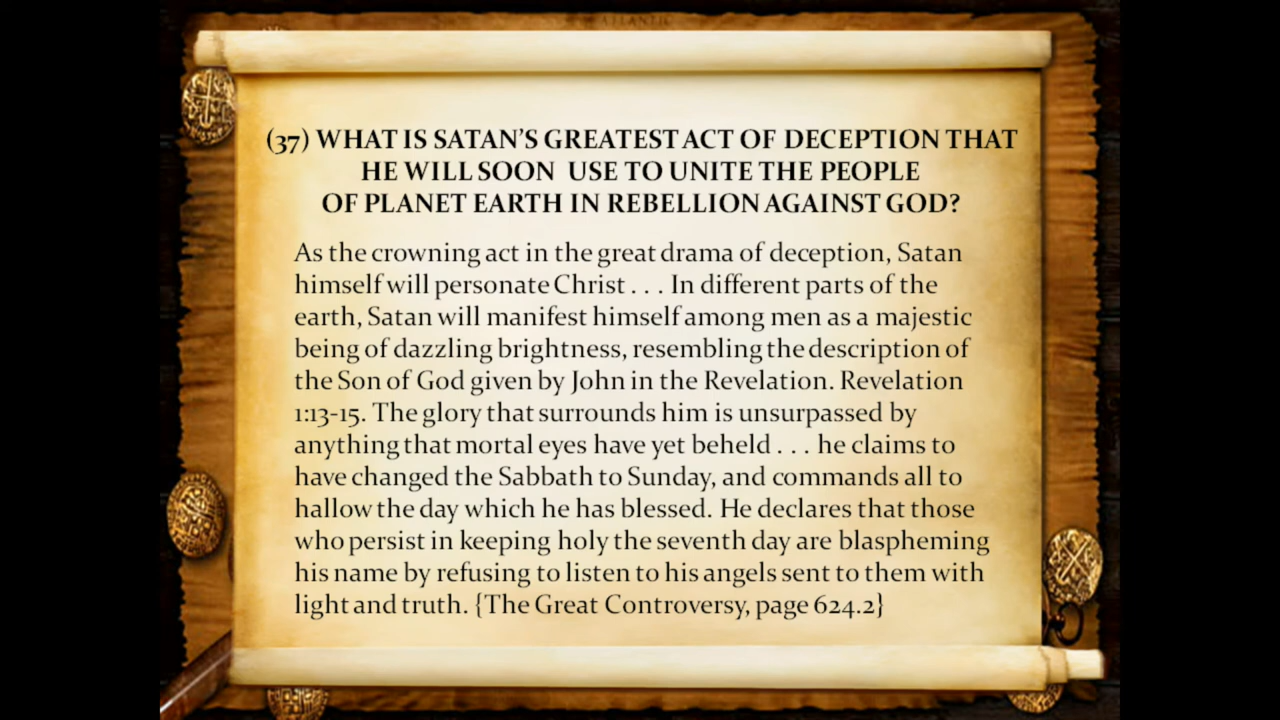 ATLANTIC
(37) WHAT IS SATAN'S GREATEST ACT OF DECEPTION THAT
HE WILL SOON USE TO UNITE THE PEOPLE
OF PLANET EARTH IN REBELLION AGAINST GOD?
As the crowning act in the great drama of deception, Satan
himself will personate Christ . . . In different parts of the
earth, Satan will manifest himself among men as a majestic
being of dazzling brightness, resembling the description of
the Son of God given by John in the Revelation. Revelation
1:13-15. The glory that surrounds him is unsurpassed by
anything that mortal eyes have yet beheld . . . he claims to
have changed the Sabbath to Sunday, and commands all to
hallow the day which he has blessed. He declares that those
who persist in keeping holy the seventh day are blaspheming
his name by refusing to listen to his angels sent to them with
light and truth. {The Great Controversy, page 624.2}